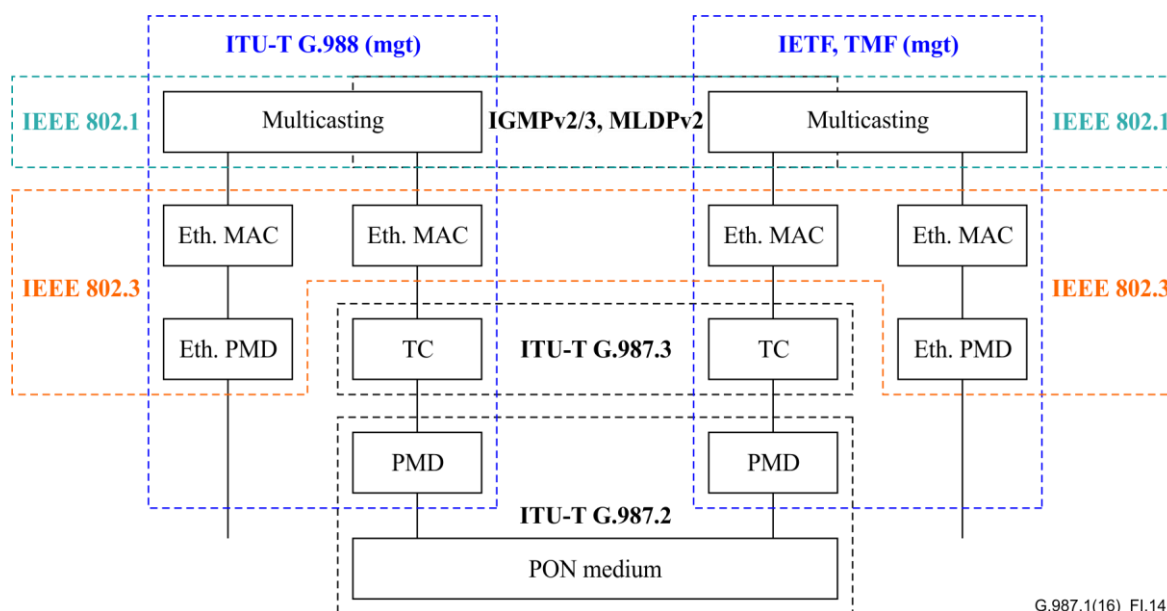 ITU-T G.988 (mgt)
IETF, TMF (mgt)
IEEE 802.1
Multicasting
IGMPv2/3, MLDPv2
Multicasting
IEEE 802.1
Eth. MAC
Eth. MAC
Eth. MAC
Eth. MAC
IEEE 802.3
IEEE 802.3
Eth. PMD
TC
ITU-T G.987.3
TC
Eth. PMD
PMD
PMD
ITU-T G.987.2
PON medium
G.987.1(16)_FI.14